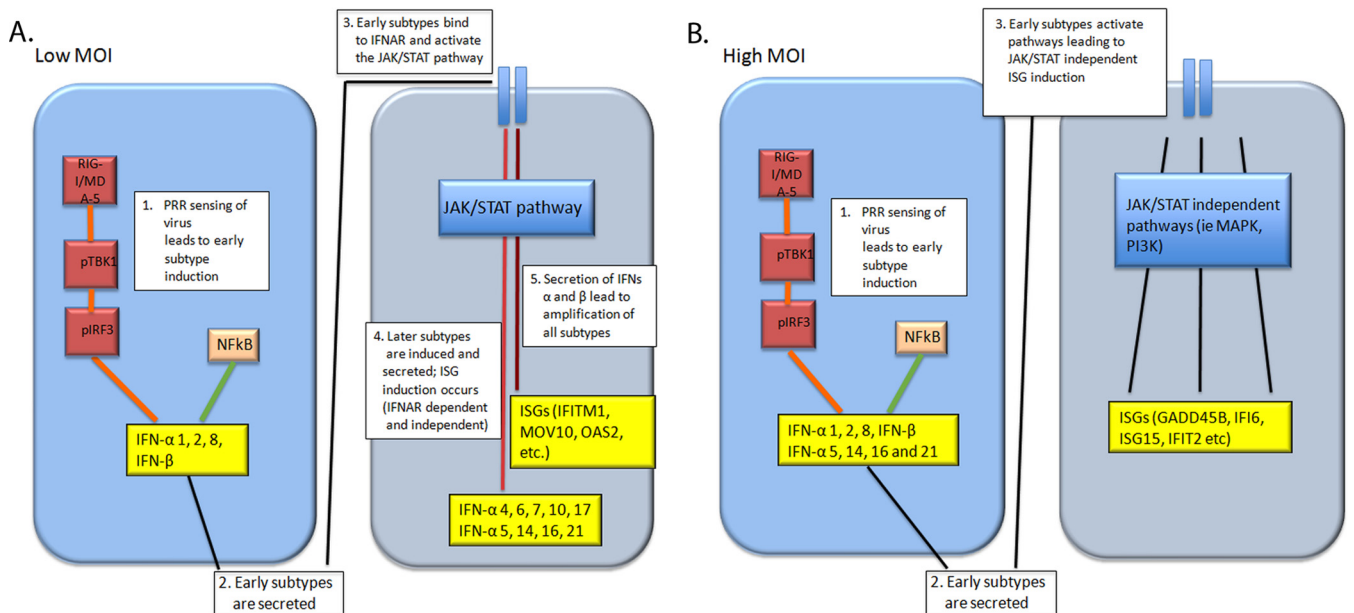 A.
Low MOI
RIG-
I/MD
A-5
pTBK1
pIRF3
NFkB
1. PRR sensing of
virus
leads to early
subtype
induction
IFN-α 1, 2, 8,
IFN-β
2. Early subtypes
are secreted
3. Early subtypes bind
to IFNAR and activate
the JAK/STAT pathway
JAK/STAT pathway
5. Secretion of IFNs
α and β lead to
amplification of
all subtypes
4. Later subtypes
are induced and
secreted; ISG
induction occurs
(IFNAR dependent
and independent)
ISGs (IFITM1,
MOV10, OAS2,
etc.)
IFN-α 4, 6, 7, 10, 17
IFN-α 5, 14, 16, 21
B.
High MOI
RIG-
I/MD
A-5
pTBK1
pIRF3
NFkB
1. PRR sensing of
virus
leads to early
subtype
induction
IFN-α 1, 2, 8, IFN-β
IFN-α 5, 14, 16 and 21
2. Early subtypes
are secreted
3. Early subtypes activate
pathways leading to
JAK/STAT independent
ISG induction
JAK/STAT independent
pathways (ie MAPK,
PI3K)
ISGs (GADD45B, IFI6,
ISG15, IFIT2 etc)